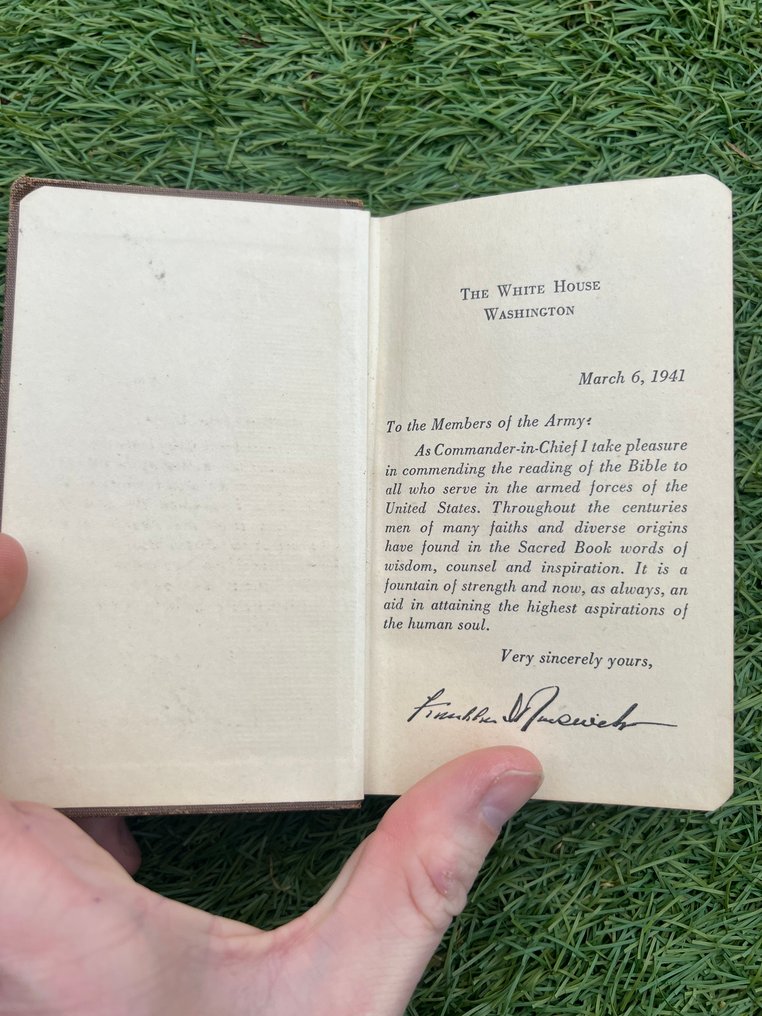 THE WHITE HOUSE
WASHINGTON
March 6, 1941
To the Members of the Army:
As Commander-in-Chief I take pleasure
in commending the reading of the Bible to
all who serve in the armed forces of the
United States. Throughout the centuries
men of many faiths and diverse origins
have found in the Sacred Book words of
wisdom, counsel and inspiration. It is a
fountain of strength and now, as always, an
aid in attaining the highest aspirations of
the human soul.
Very sincerely yours,
Franklin D Roosevelt